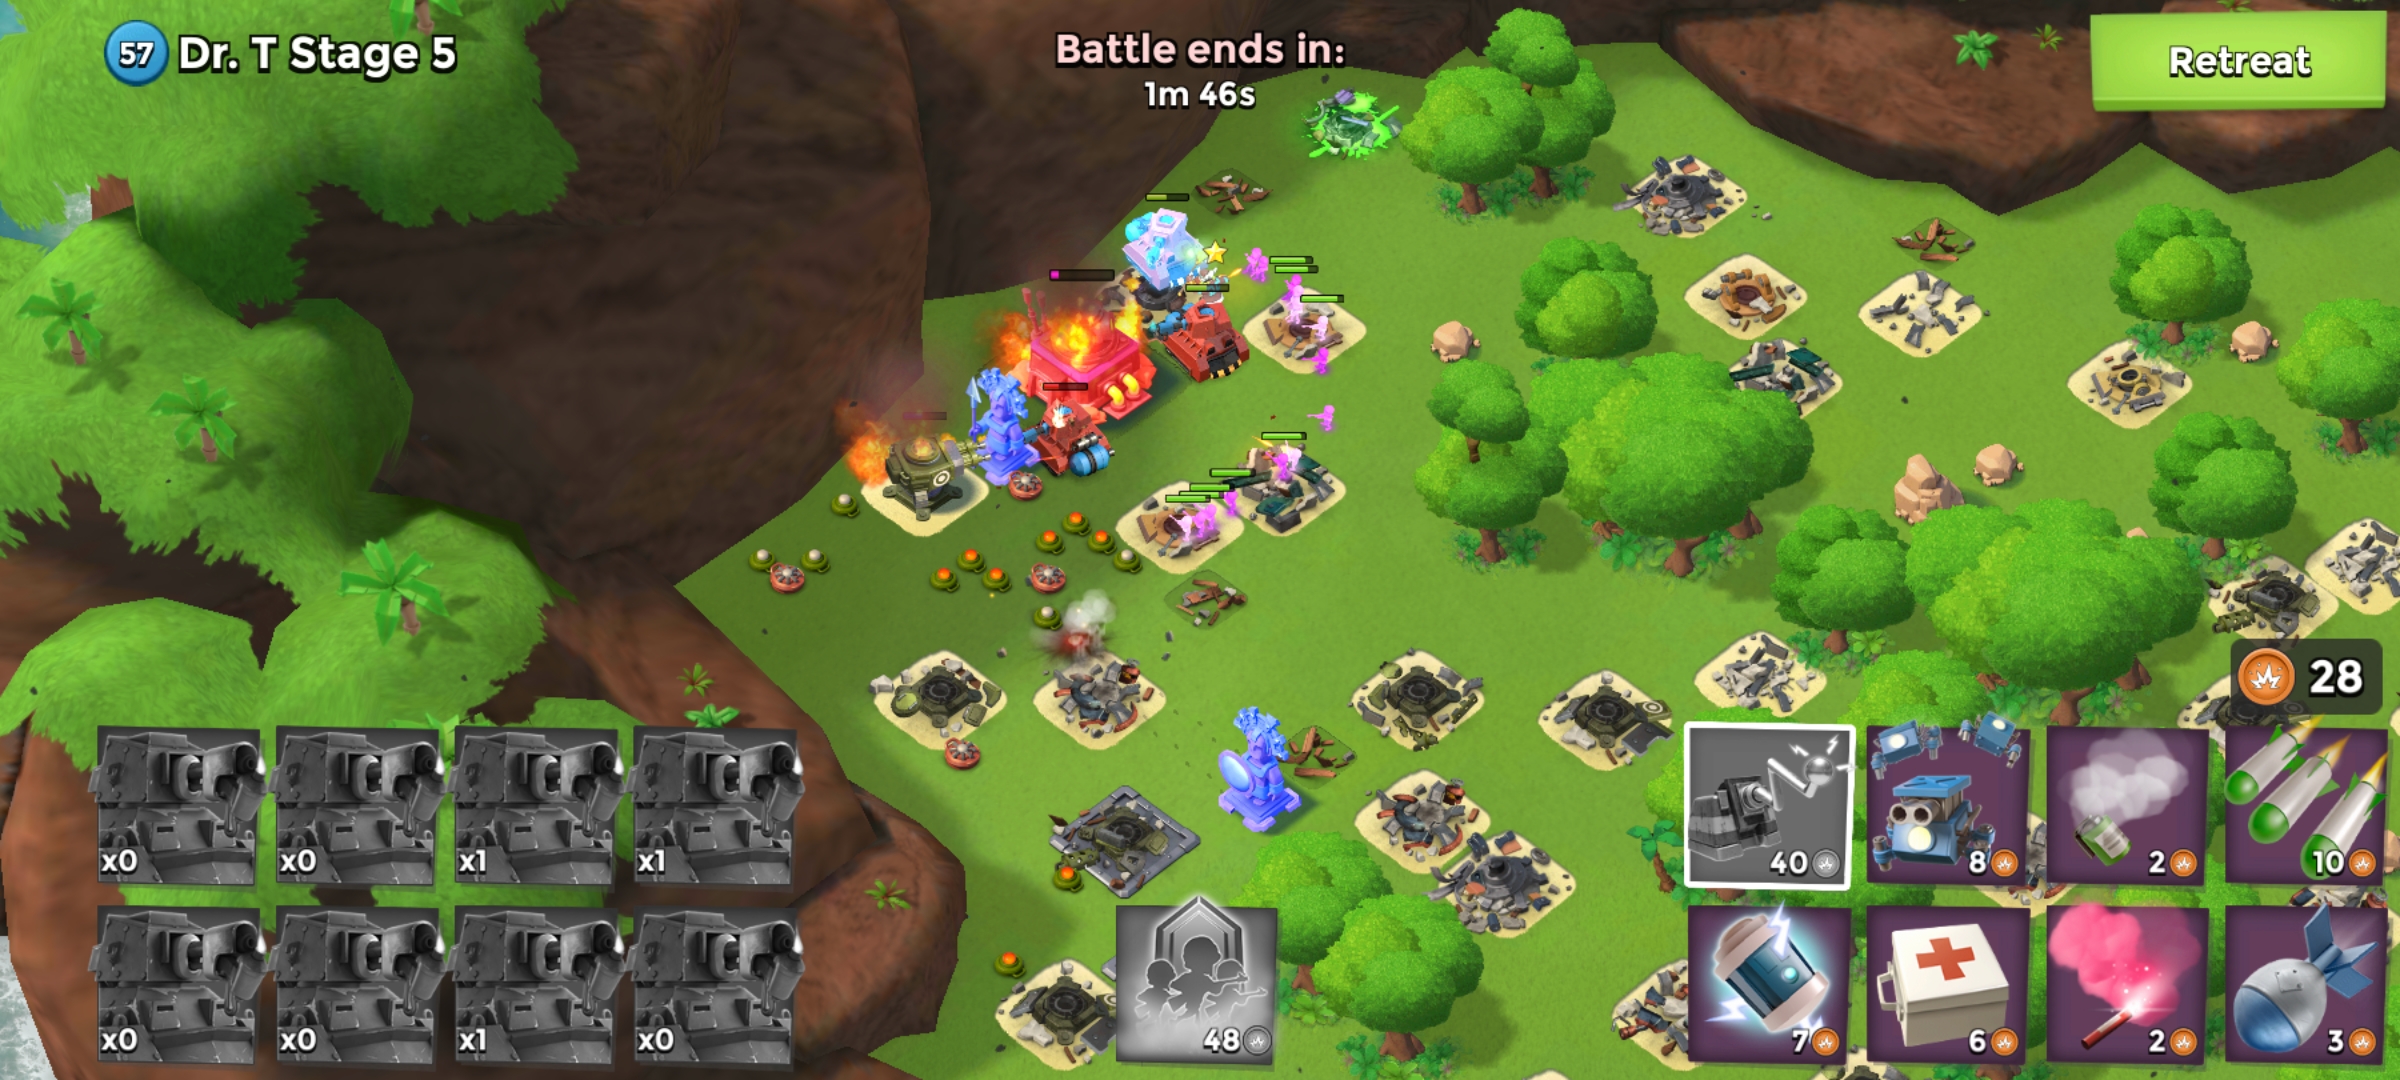 57 Dr. T Stage 5
Battle ends in:
1m 46s
Retreat
28
x0 x0 x1 x1
40 8 2 10
x0 x0 x1 x0
48
7 6 2 3